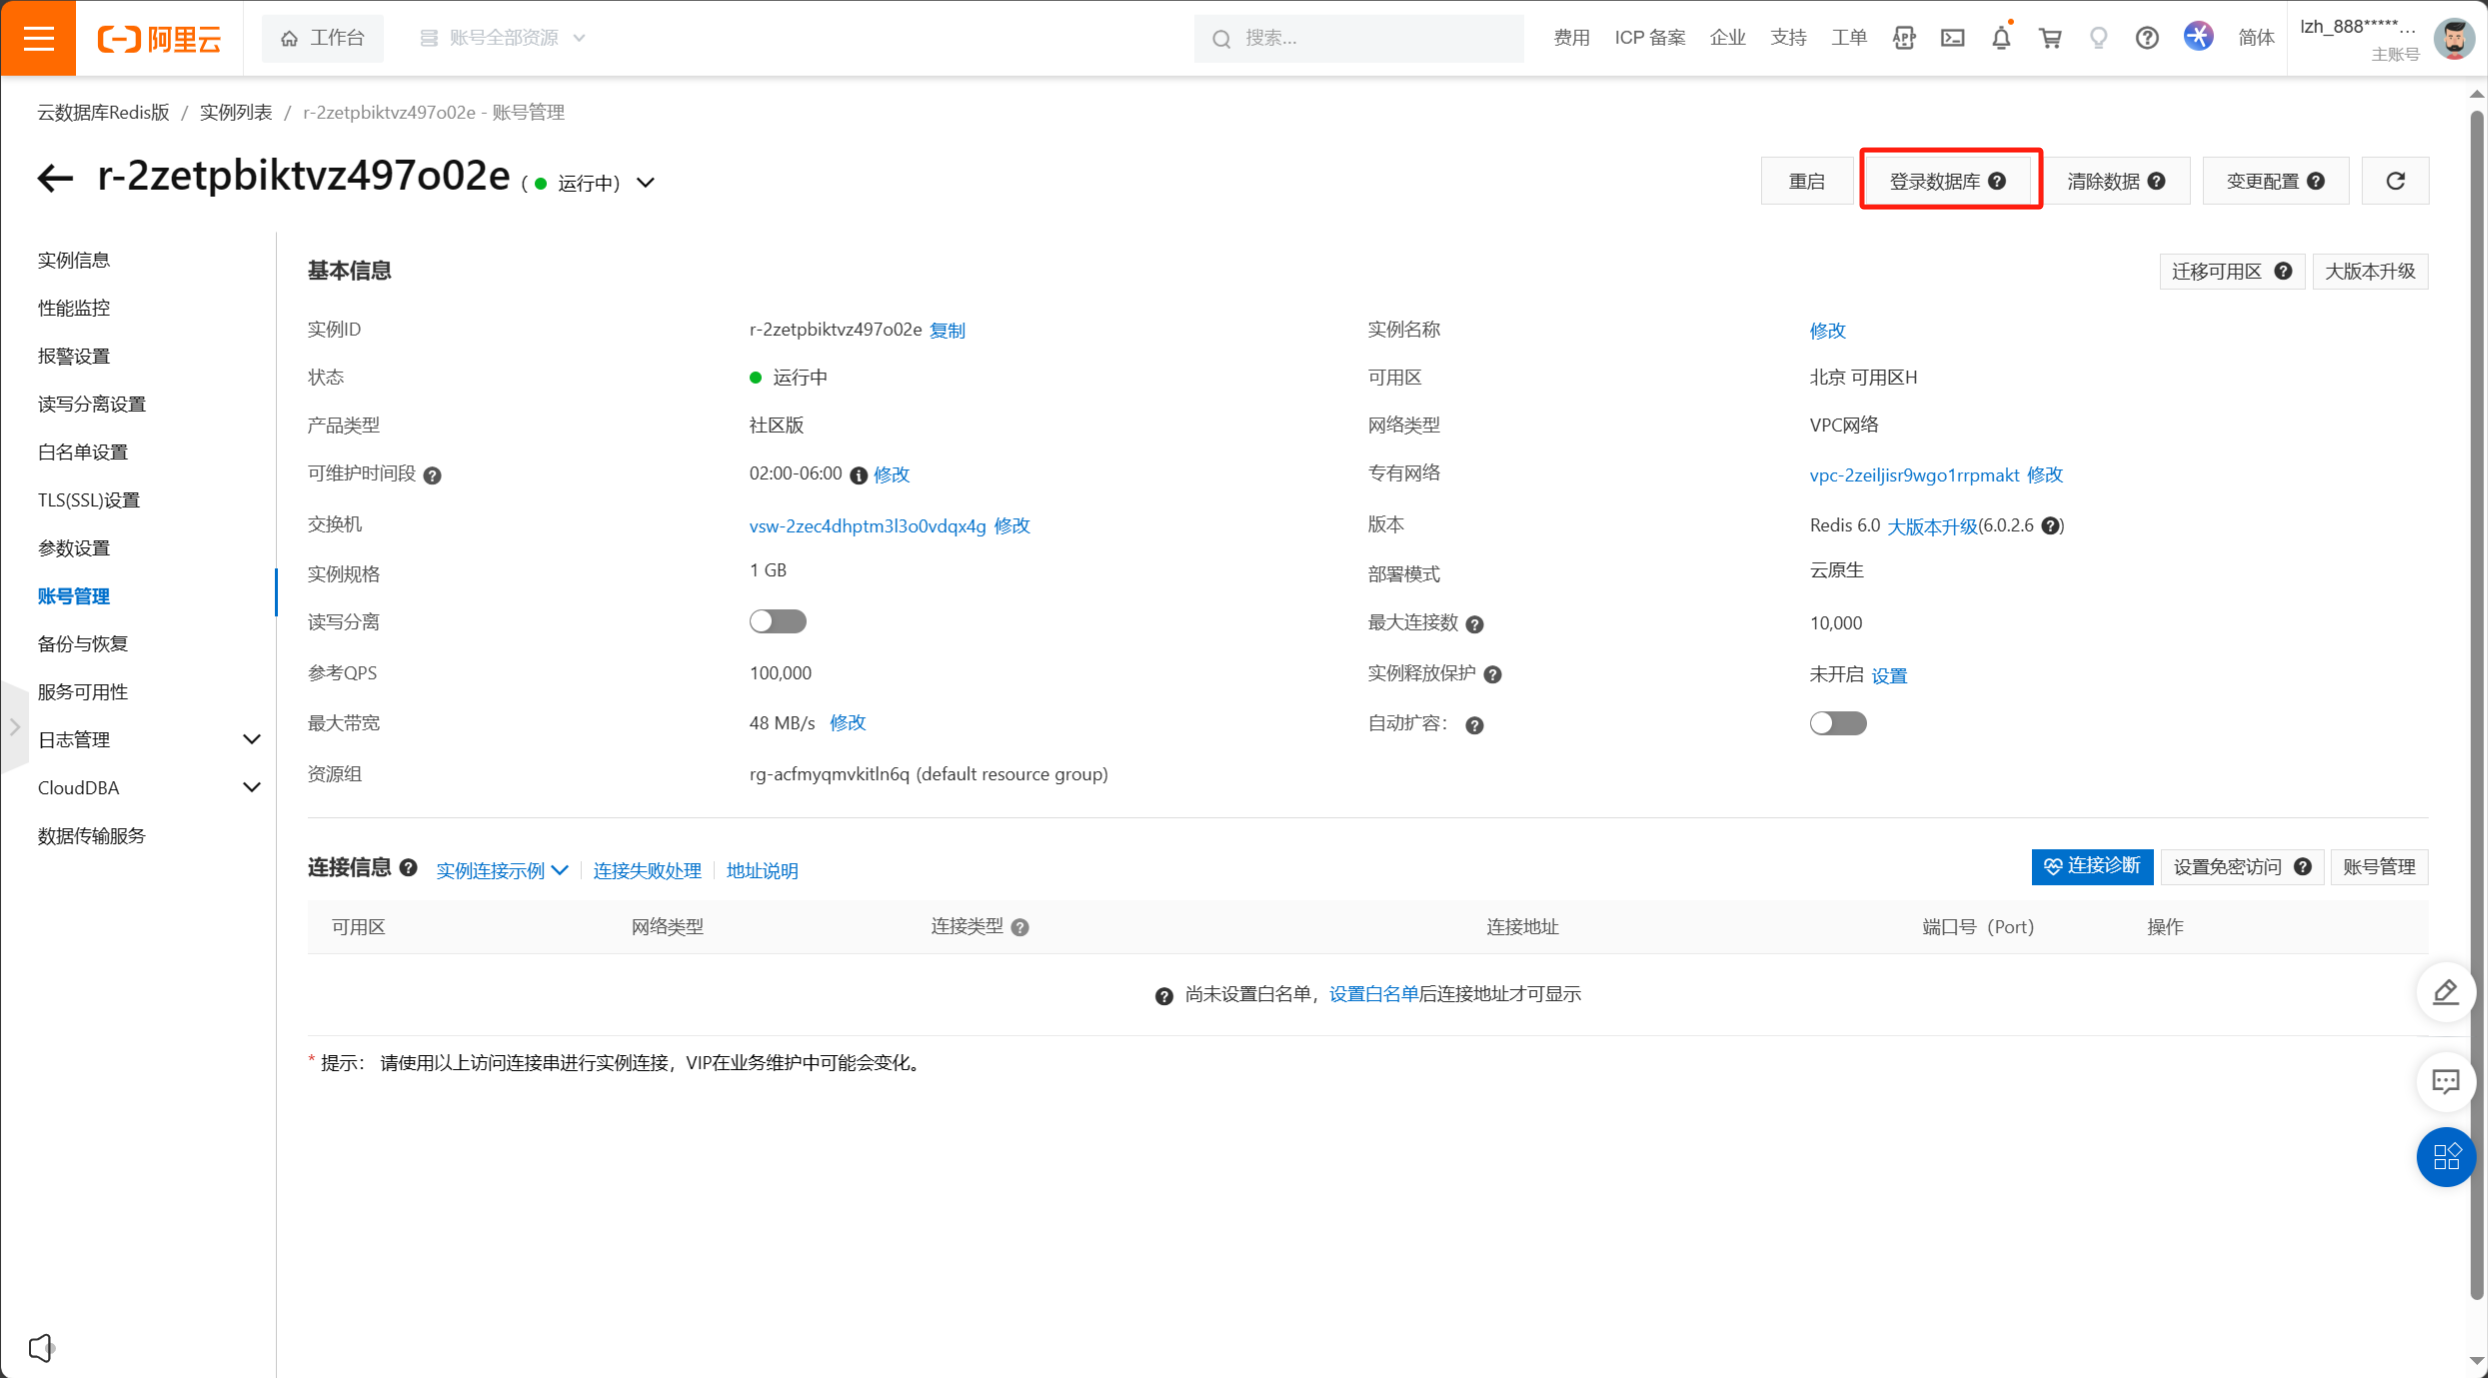 阿里云 工作台 账号全部资源 搜索... 费用 ICP 备案 企业 支持 工单 简体 lzh_888*****...
主账号
云数据库Redis版 / 实例列表 / r-2zetpbiktvz497o02e - 账号管理
r-2zetpbiktvz497o02e ( 运行中) 重启 登录数据库 清除数据 变更配置
实例信息
性能监控
报警设置
读写分离设置
白名单设置
TLS(SSL)设置
参数设置
账号管理
备份与恢复
服务可用性
日志管理
CloudDBA
数据传输服务
基本信息 迁移可用区 大版本升级
实例ID r-2zetpbiktvz497o02e 复制 实例名称 修改
状态 运行中 可用区 北京 可用区H
产品类型 社区版 网络类型 VPC网络
可维护时间段 02:00-06:00 修改 专有网络 vpc-2zeiljisr9wgo1rrpmakt 修改
交换机 vsw-2zec4dhptm3l3o0vdqx4g 修改 版本 Redis 6.0 大版本升级(6.0.2.6 )
实例规格 1 GB 部署模式 云原生
读写分离 最大连接数 10,000
参考QPS 100,000 实例释放保护 未开启 设置
最大带宽 48 MB/s 修改 自动扩容：
资源组 rg-acfmyqmvkitln6q (default resource group)
连接信息 实例连接示例 连接失败处理 地址说明 连接诊断 设置免密访问 账号管理
可用区 网络类型 连接类型 连接地址 端口号（Port） 操作
尚未设置白名单，设置白名单后连接地址才可显示
* 提示： 请使用以上访问连接串进行实例连接，VIP在业务维护中可能会变化。